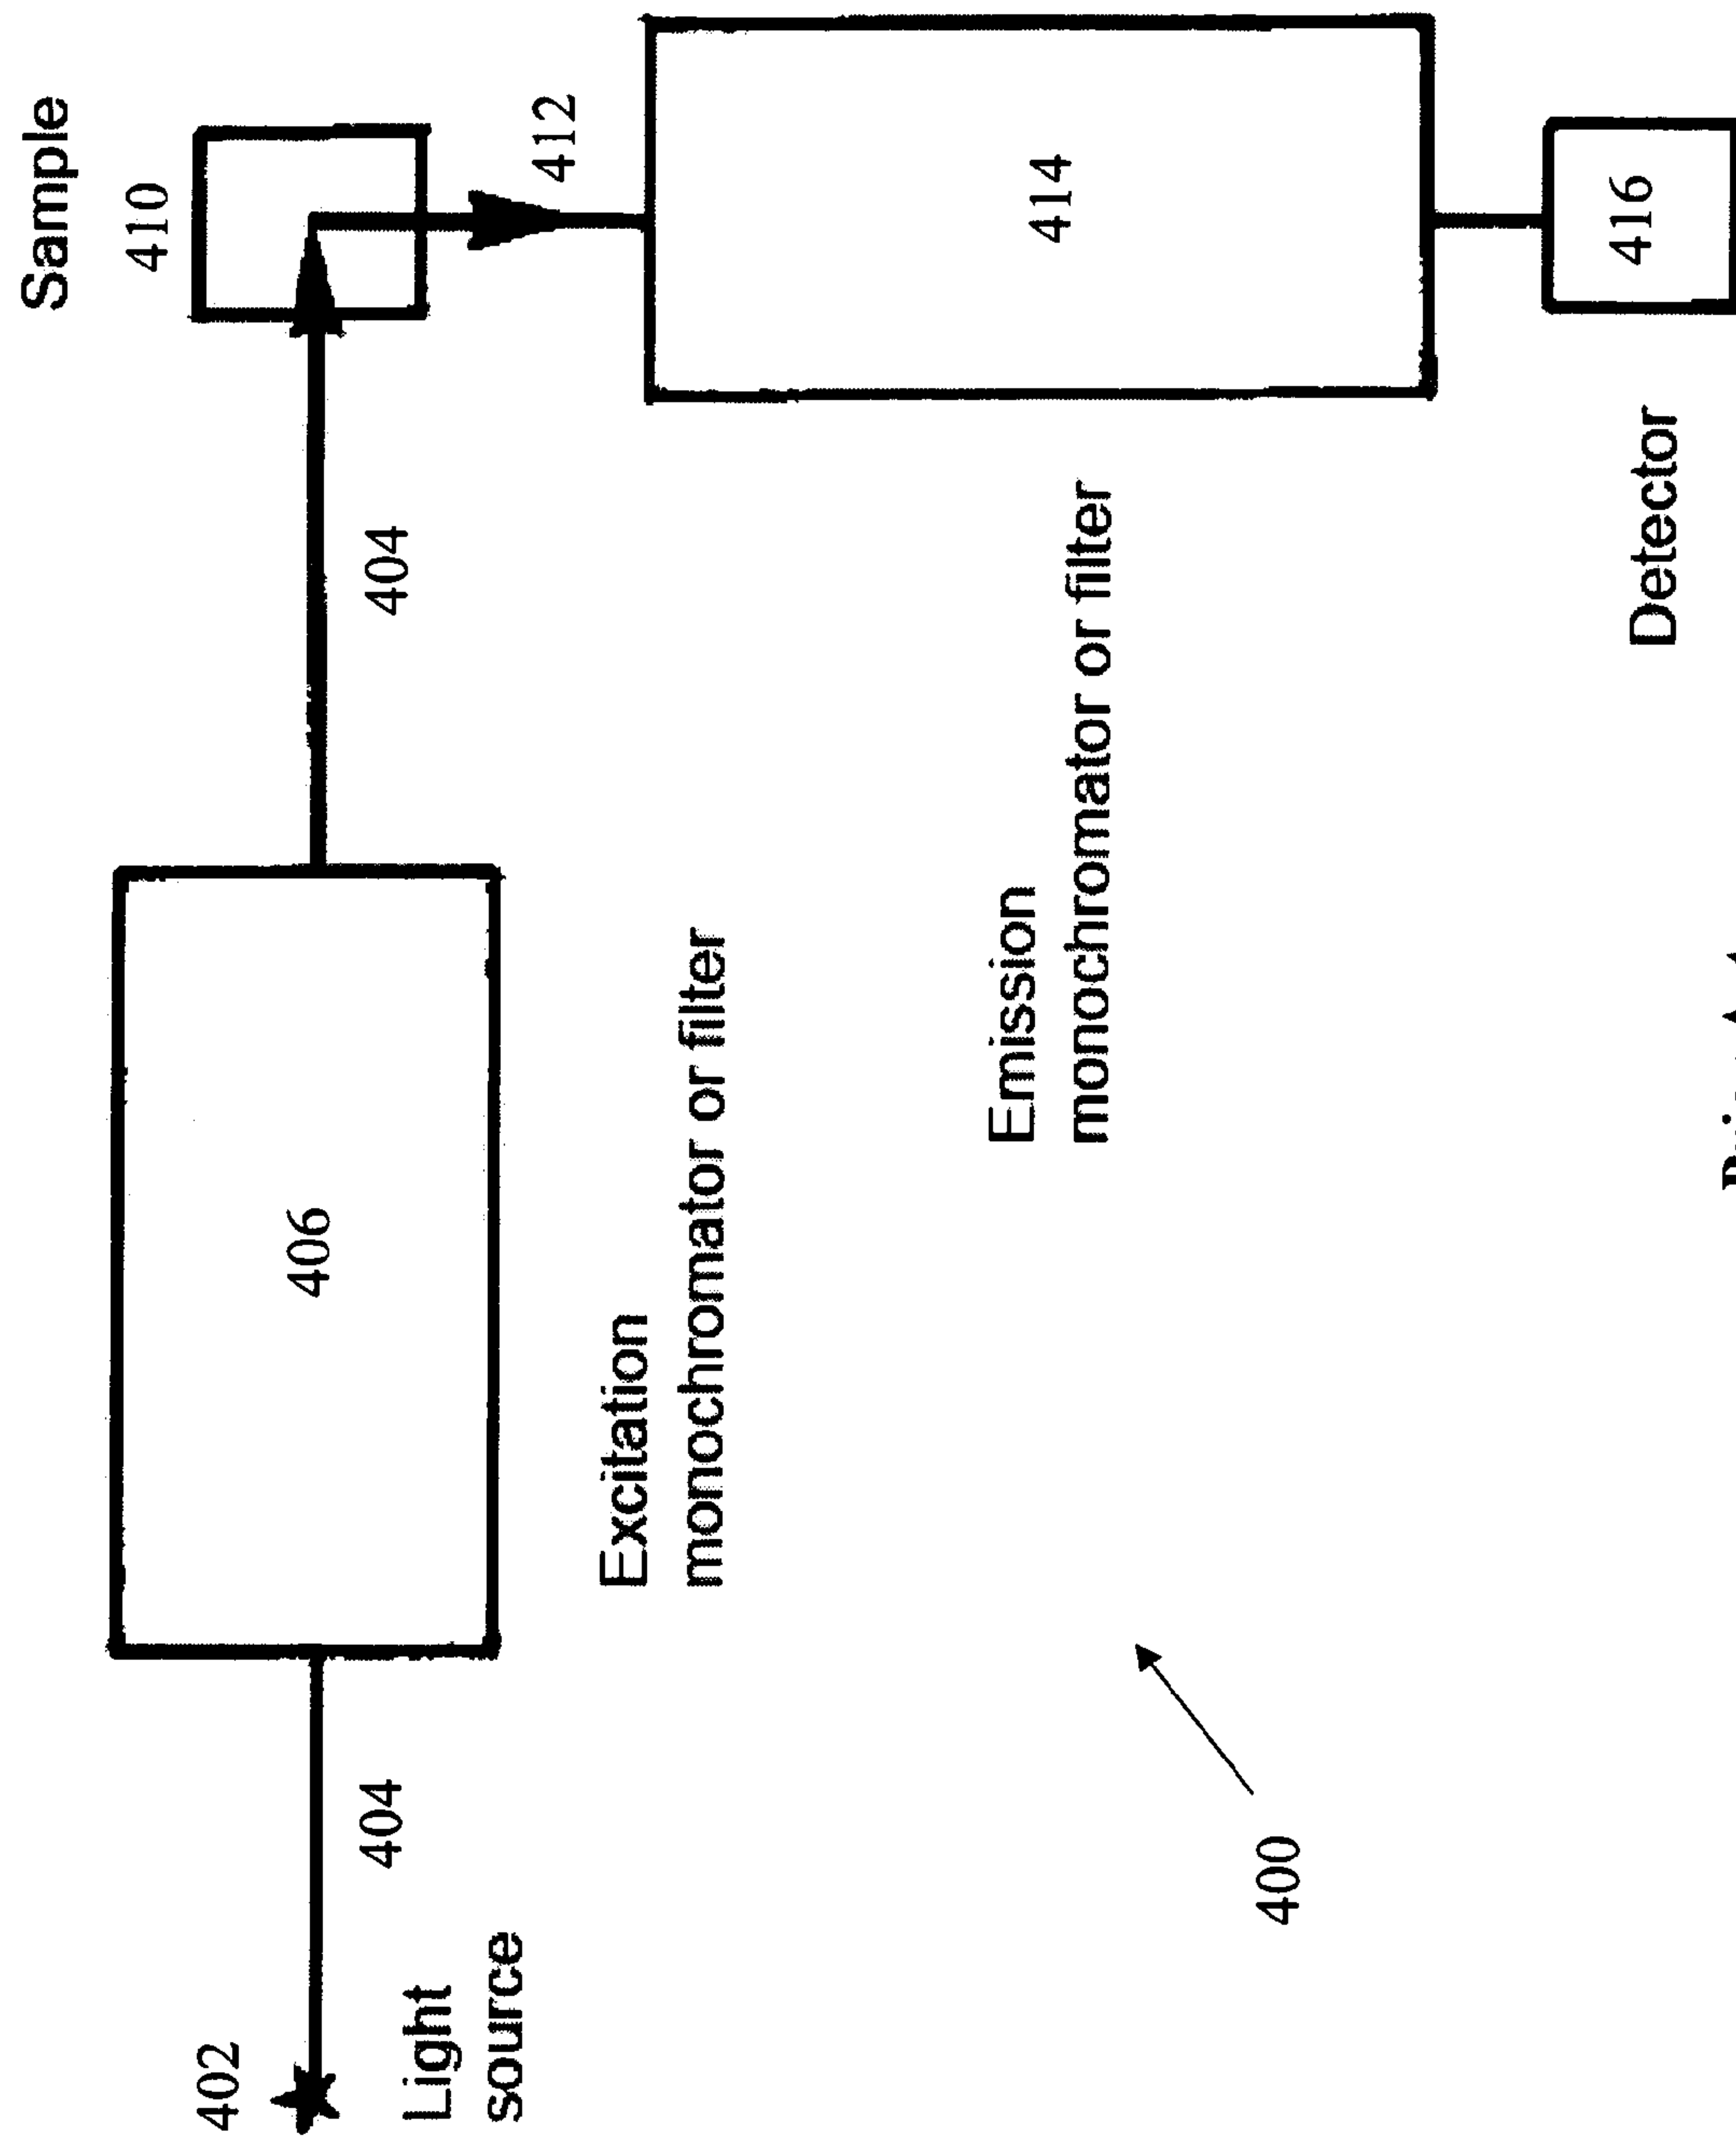 Sample
410
402
404
406
404
412
Light
source
Excitation
monochromator or filter
414
Emission
monochromator or filter
400
416
Detector